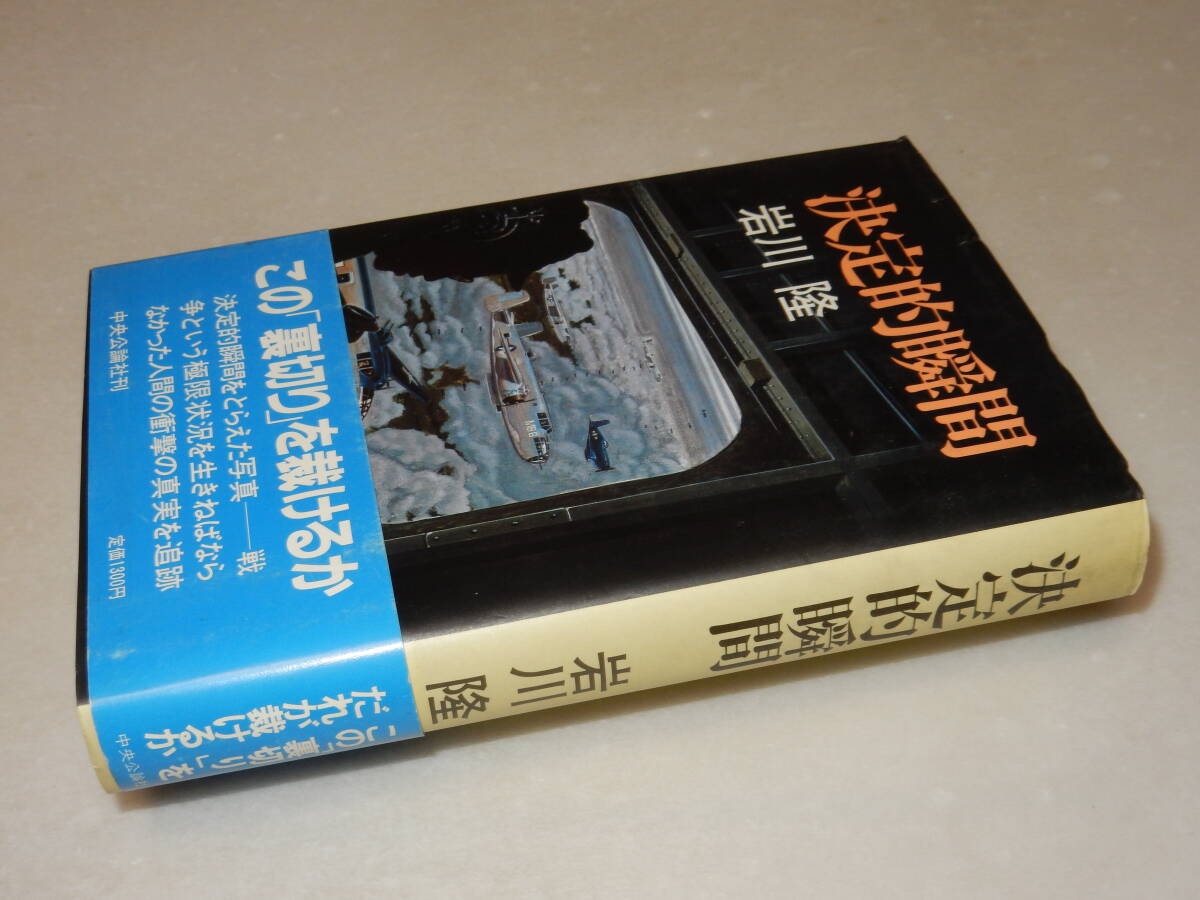 決定的瞬間
岩川 隆
この「裏切り」を裁けるか
決定的瞬間をとらえた写真――戦
争という極限状況を生きねばなら
なかった人間の衝撃の真実を追跡
中央公論社刊
定価1300円
決定的瞬間
岩川 隆
この「裏切り」を
だれが裁けるか
中央公論社